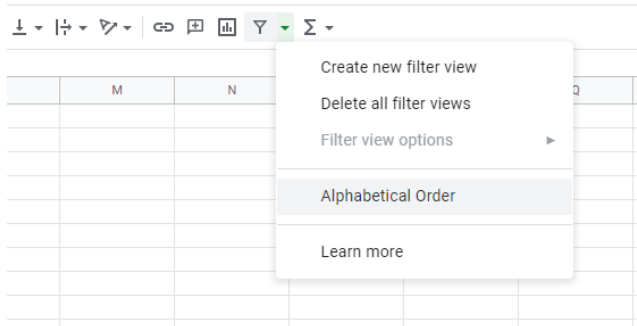 Σ
M
N
Q
Create new filter view
Delete all filter views
Filter view options
Alphabetical Order
Learn more